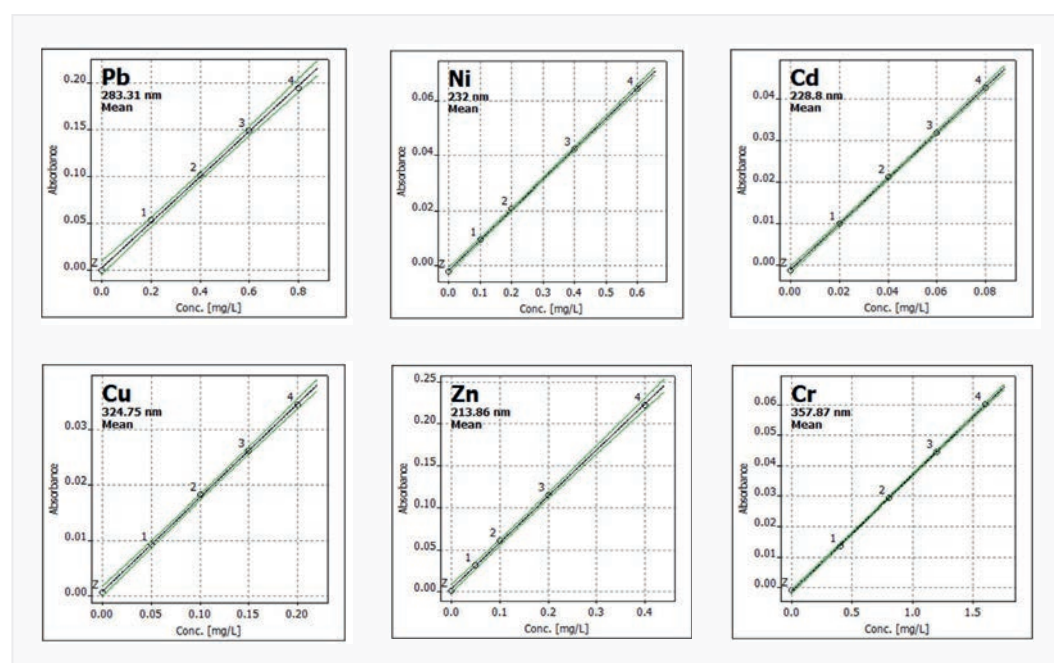 Pb
283.31 nm
Mean
Absorbance
0.20
0.15
0.10
0.05
0.00
Z
1
2
3
4
0.0 0.2 0.4 0.6 0.8
Conc. [mg/L]
Ni
232 nm
Mean
Absorbance
0.06
0.04
0.02
0.00
Z
1
2
3
4
0.0 0.1 0.2 0.3 0.4 0.5 0.6
Conc. [mg/L]
Cd
228.8 nm
Mean
Absorbance
0.04
0.03
0.02
0.01
0.00
Z
1
2
3
4
0.00 0.02 0.04 0.06 0.08
Conc. [mg/L]
Cu
324.75 nm
Mean
Absorbance
0.03
0.02
0.01
0.00
Z
1
2
3
4
0.00 0.05 0.10 0.15 0.20
Conc. [mg/L]
Zn
213.86 nm
Mean
Absorbance
0.25
0.20
0.15
0.10
0.05
0.00
Z
1
2
3
4
0.0 0.1 0.2 0.3 0.4
Conc. [mg/L]
Cr
357.87 nm
Mean
Absorbance
0.06
0.05
0.04
0.03
0.02
0.01
0.00
Z
1
2
3
4
0.0 0.5 1.0 1.5
Conc. [mg/L]